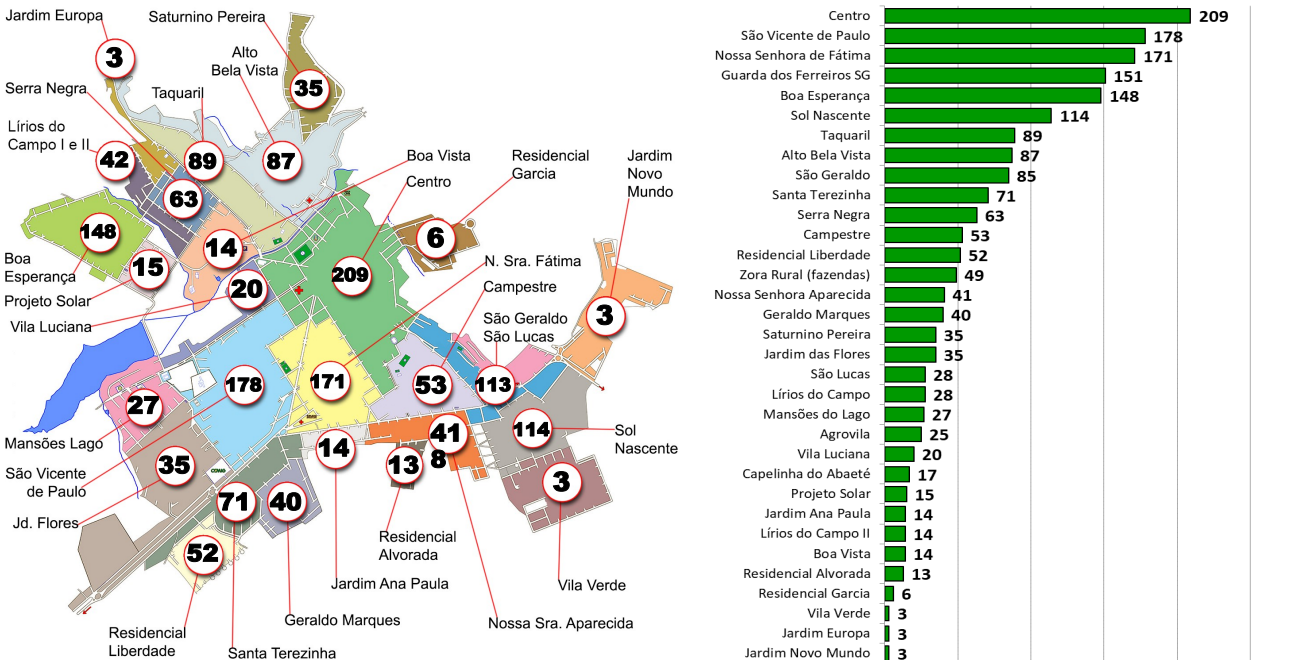 Jardim Europa
Saturnino Pereira
3
Alto
Bela Vista
35
Serra Negra
Taquaril
Lírios do
Campo I e II
42
89
87
63
Boa Vista
Centro
Residencial
Garcia
Jardim
Novo
Mundo
148
14
6
Boa
Esperança
15
20
209
N. Sra. Fátima
Projeto Solar
Campestre
Vila Luciana
São Geraldo
São Lucas
3
178
171
53
113
27
41
8
114
Sol
Nascente
Mansões Lago
14
13
35
São Vicente
de Paulo
3
71
40
Jd. Flores
52
Residencial
Alvorada
Jardim Ana Paula
Vila Verde
Geraldo Marques
Nossa Sra. Aparecida
Residencial
Liberdade
Santa Terezinha
Centro 209
São Vicente de Paulo 178
Nossa Senhora de Fátima 171
Guarda dos Ferreiros SG 151
Boa Esperança 148
Sol Nascente 114
Taquaril 89
Alto Bela Vista 87
São Geraldo 85
Santa Terezinha 71
Serra Negra 63
Campestre 53
Residencial Liberdade 52
Zora Rural (fazendas) 49
Nossa Senhora Aparecida 41
Geraldo Marques 40
Saturnino Pereira 35
Jardim das Flores 35
São Lucas 28
Lírios do Campo 28
Mansões do Lago 27
Agrovila 25
Vila Luciana 20
Capelinha do Abaeté 17
Projeto Solar 15
Jardim Ana Paula 14
Lírios do Campo II 14
Boa Vista 14
Residencial Alvorada 13
Residencial Garcia 6
Vila Verde 3
Jardim Europa 3
Jardim Novo Mundo 3